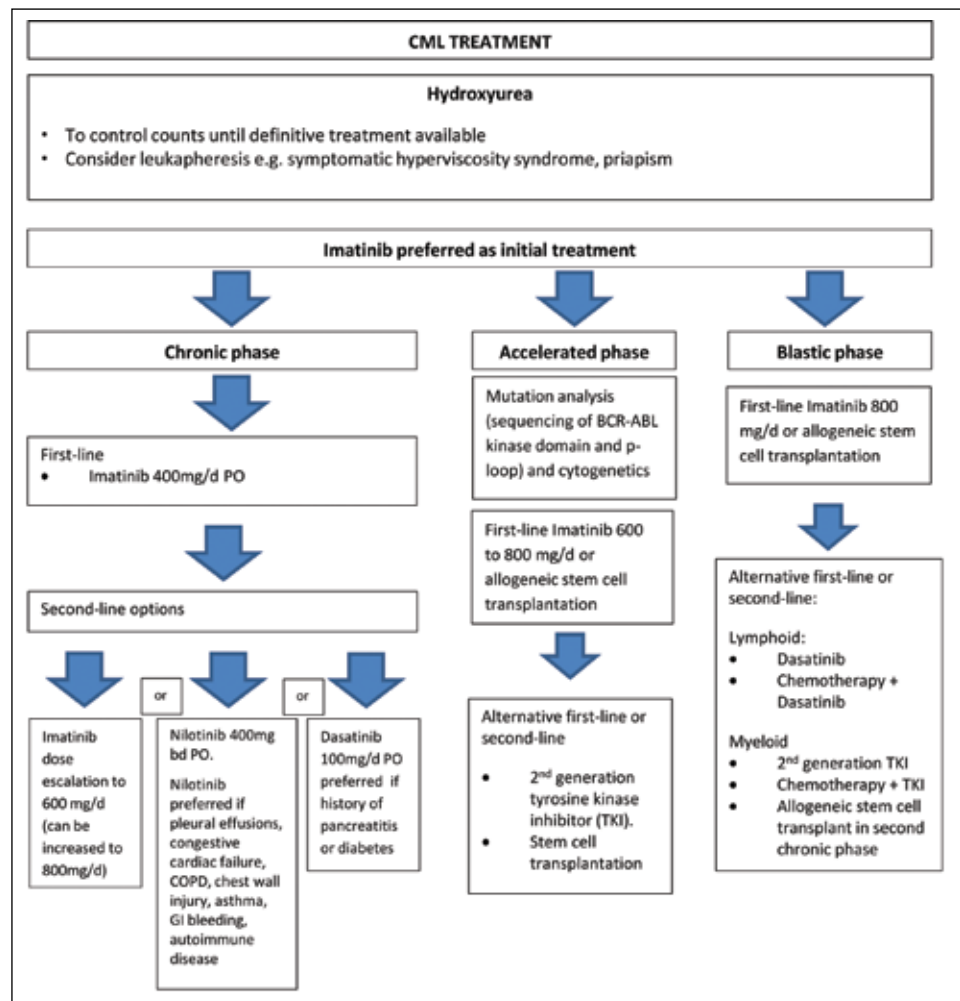 CML TREATMENT
Hydroxyurea
• To control counts until definitive treatment available
• Consider leukapheresis e.g. symptomatic hyperviscosity syndrome, priapism
Imatinib preferred as initial treatment
Chronic phase
First-line
• Imatinib 400mg/d PO
Second-line options
Imatinib
dose
escalation to
600 mg/d
(can be
increased to
800mg/d)
or
Nilotinib 400mg
bd PO.
Nilotinib
preferred if
pleural effusions,
congestive
cardiac failure,
COPD, chest wall
injury, asthma,
GI bleeding,
autoimmune
disease
or
Dasatinib
100mg/d PO
preferred if
history of
pancreatitis
or diabetes
Accelerated phase
Mutation analysis
(sequencing of BCR-ABL
kinase domain and p-
loop) and cytogenetics
First-line Imatinib 600
to 800 mg/d or
allogeneic stem cell
transplantation
Alternative first-line or
second-line
• 2nd generation
tyrosine kinase
inhibitor (TKI).
• Stem cell
transplantation
Blastic phase
First-line Imatinib 800
mg/d or allogeneic stem
cell transplantation
Alternative first-line or
second-line:
Lymphoid:
• Dasatinib
• Chemotherapy +
Dasatinib
Myeloid
• 2nd generation TKI
• Chemotherapy + TKI
• Allogeneic stem cell
transplant in second
chronic phase